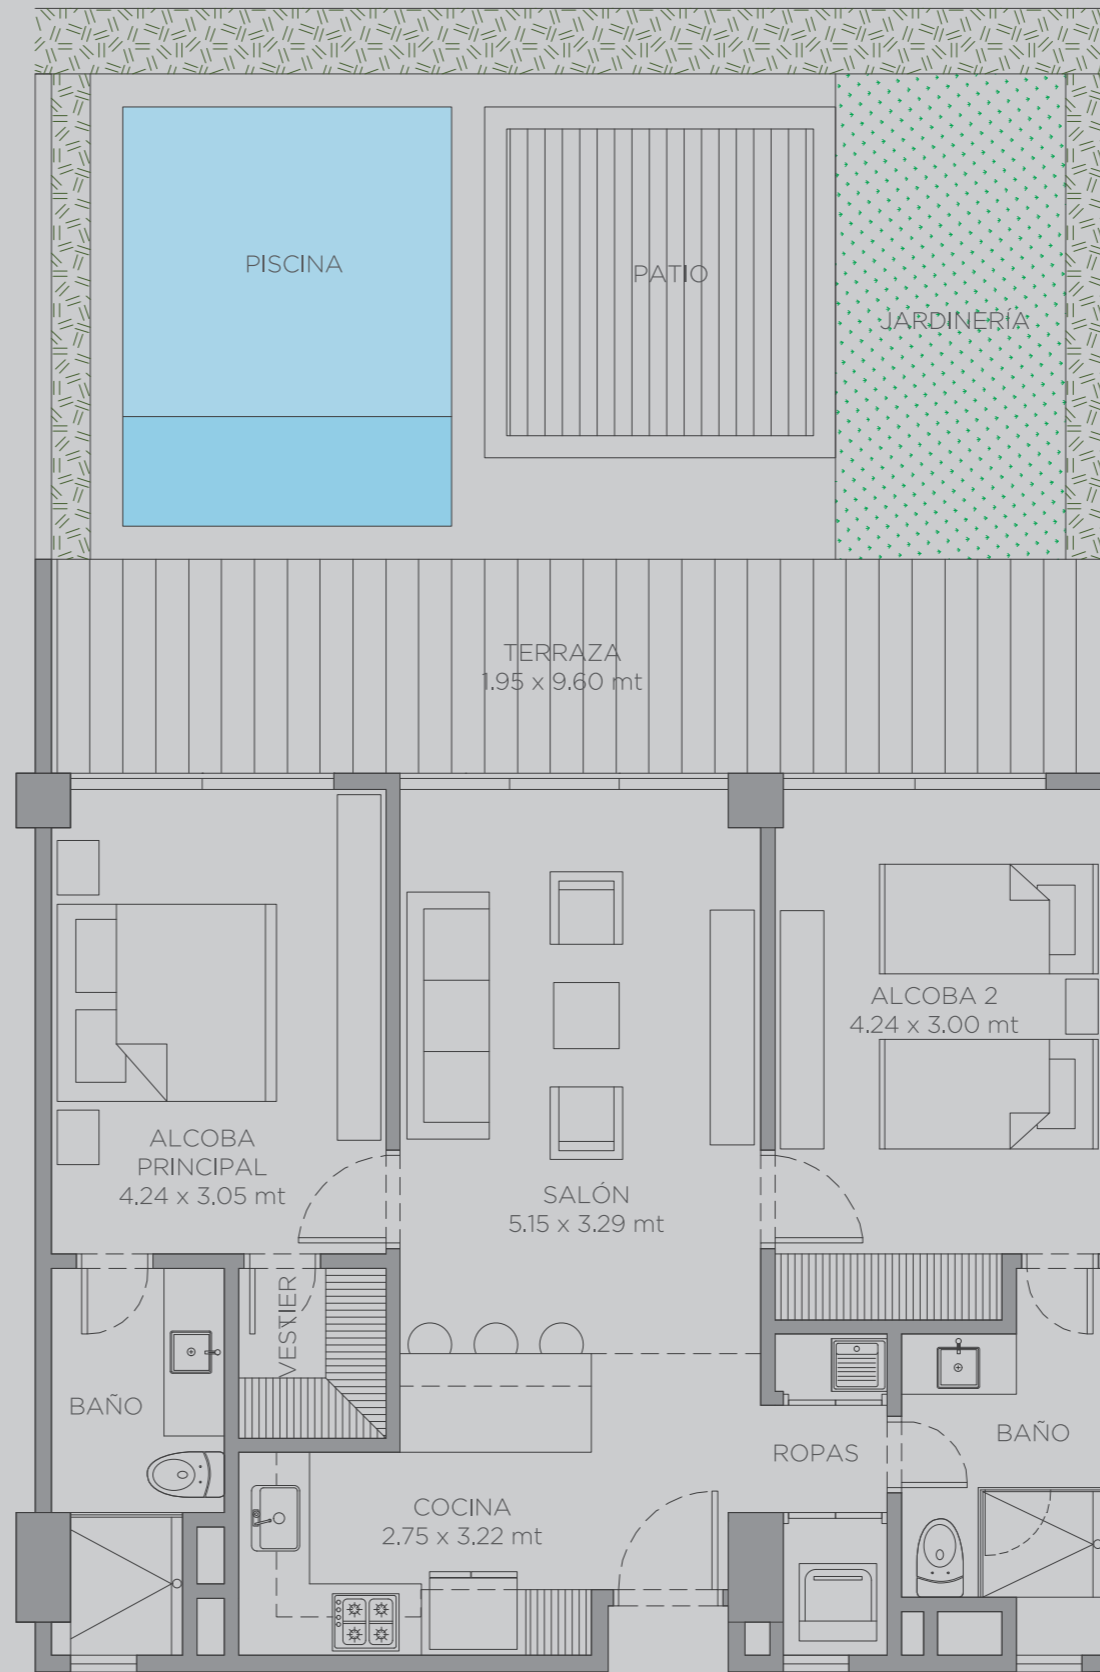 PISCINA
PATIO
JARDINERÍA
TERRAZA
1.95 x 9.60 mt
ALCOBA 2
4.24 x 3.00 mt
ALCOBA
PRINCIPAL
4.24 x 3.05 mt
SALÓN
5.15 x 3.29 mt
VESTIER
BAÑO
ROPAS
BAÑO
COCINA
2.75 x 3.22 mt